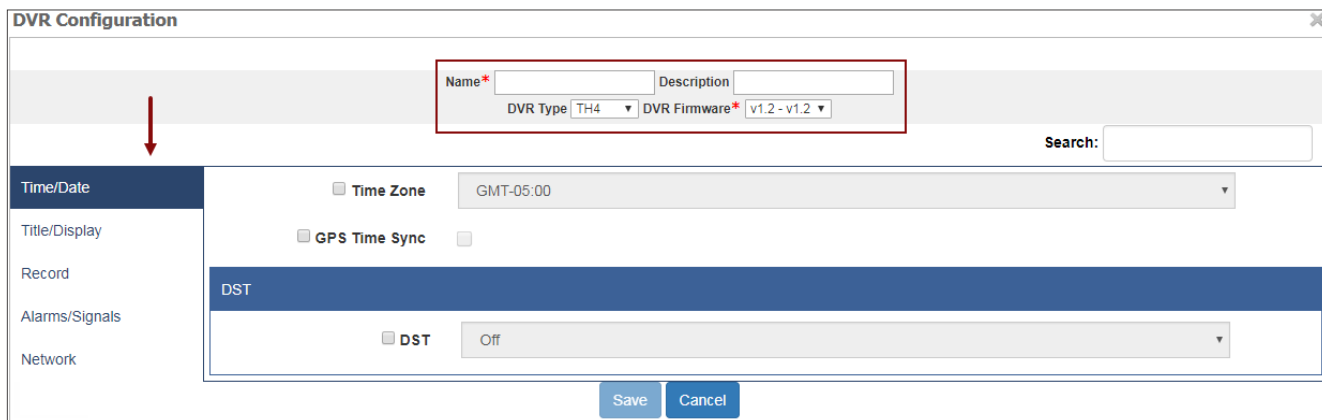 DVR Configuration
Name* Description
DVR Type TH4 DVR Firmware* v1.2 - v1.2
Search:
Time/Date
Time Zone GMT-05:00
Title/Display
GPS Time Sync
Record
DST
Alarms/Signals
DST Off
Network
Save Cancel